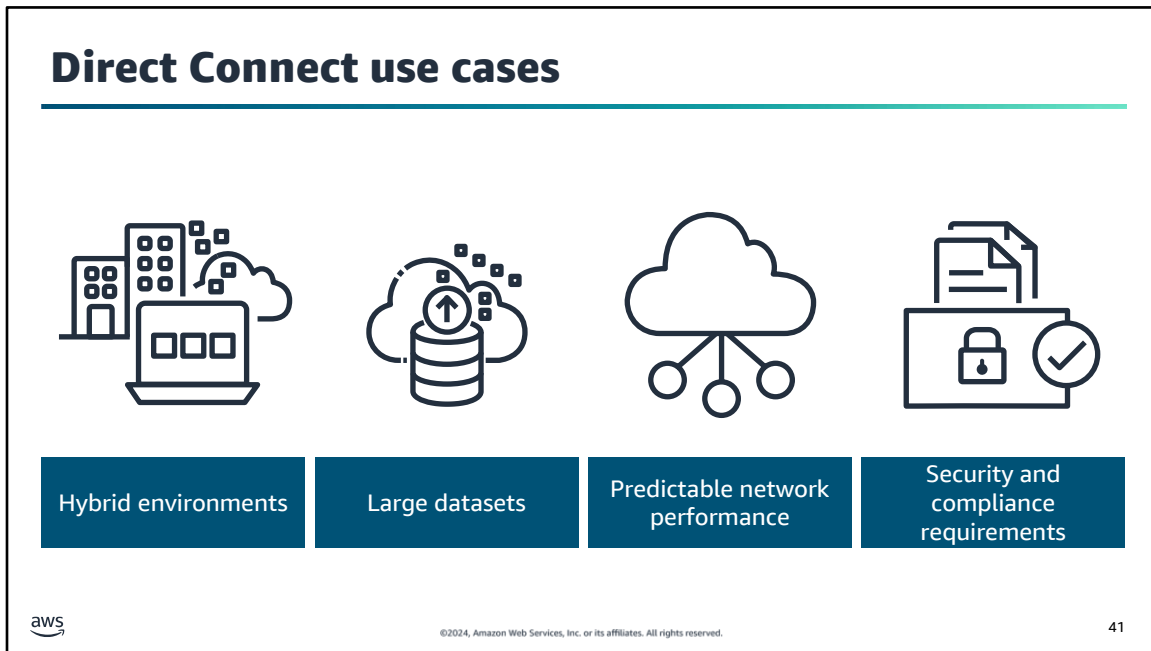 Direct Connect use cases
Hybrid environments
Large datasets
Predictable network
performance
Security and
compliance
requirements
aws
©2024, Amazon Web Services, Inc. or its affiliates. All rights reserved.
41